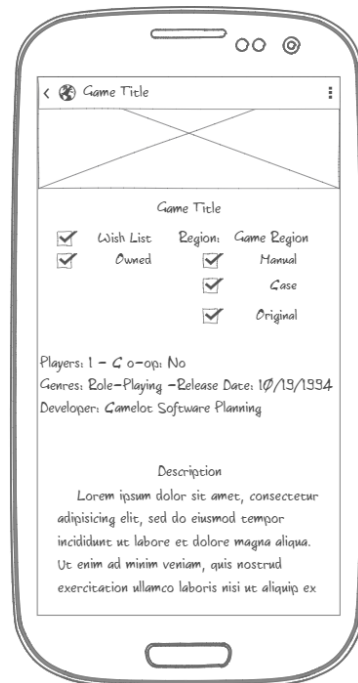 Game Title
Game Title
Wish List Region: Game Region
Owned Manual
Case
Original
Players: 1 - C o-op: No
Genres: Role-Playing -Release Date: 10/19/1994
Developer: Camelot Software Planning
Description
Lorem ipsum dolor sit amet, consectetur
adipisicing elit, sed do eiusmod tempor
incididunt ut labore et dolore magna aliqua.
Ut enim ad minim veniam, quis nostrud
exercitation ullamco laboris nisi ut aliquip ex